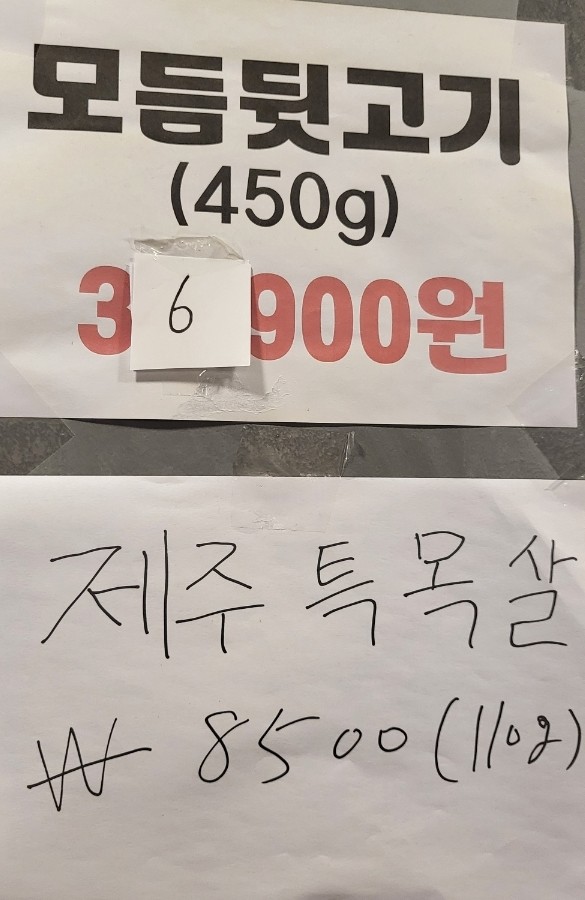 모듬뒷고기
(450g)
36900원
제주 특목살
₩ 8500 (110g)